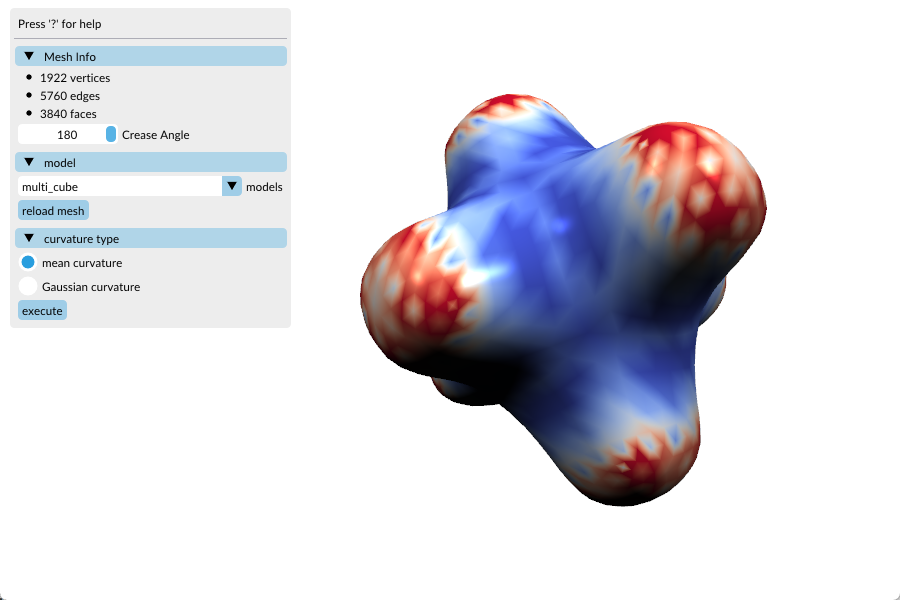 Press '?' for help
Mesh Info
1922 vertices
5760 edges
3840 faces
180 Crease Angle
model
multi_cube models
reload mesh
curvature type
mean curvature
Gaussian curvature
execute